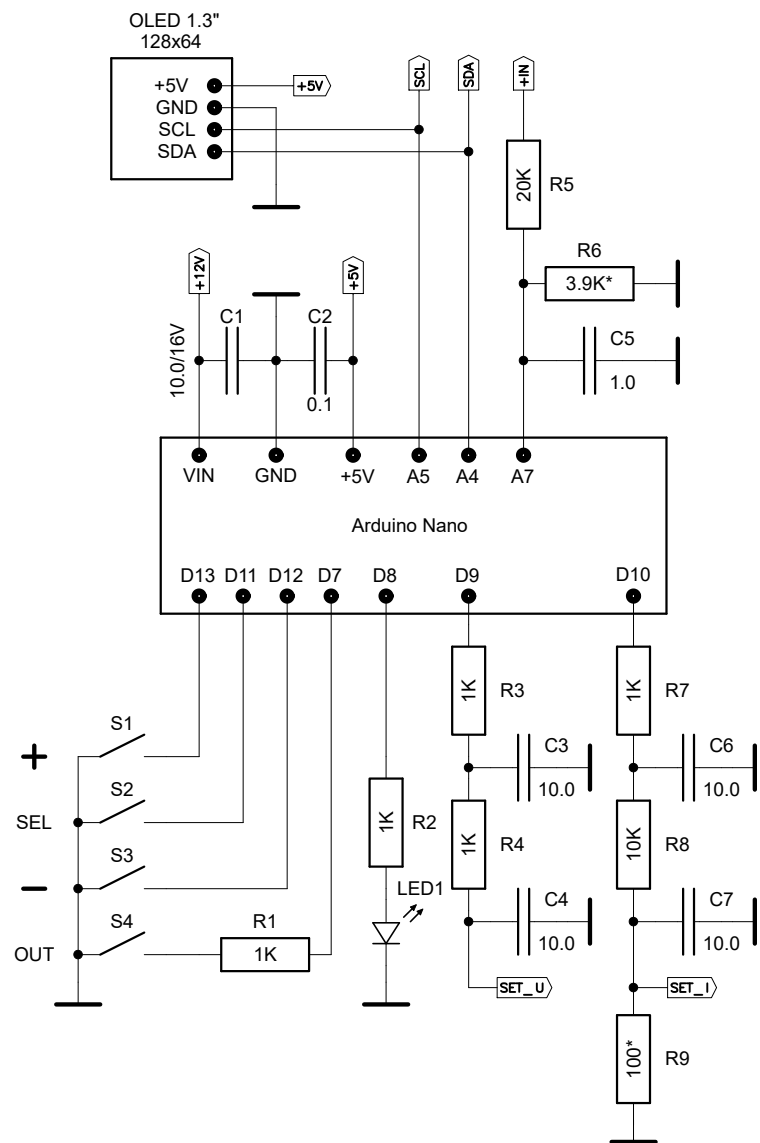 OLED 1.3"
128x64
+5V
GND
SCL
SDA
+5V
SCL
SDA
+IN
20K
R5
R6
3.9K*
+12V
+5V
C1
C2
10.0/16V
0.1
C5
1.0
VIN
GND
+5V
A5
A4
A7
Arduino Nano
D13
D11
D12
D7
D8
D9
D10
1K
R3
1K
R7
S1
+
C3
10.0
C6
10.0
S2
SEL
1K
R2
1K
R4
10K
R8
S3
−
LED1
C4
10.0
C7
10.0
S4
OUT
R1
1K
SET_U
SET_I
100*
R9